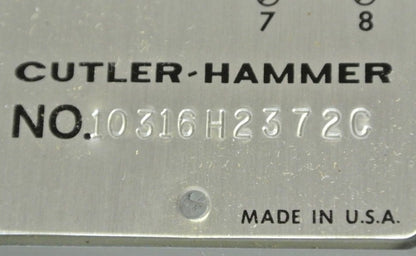 7 8
CUTLER-HAMMER
NO. 10316H2372C
MADE IN U.S.A.